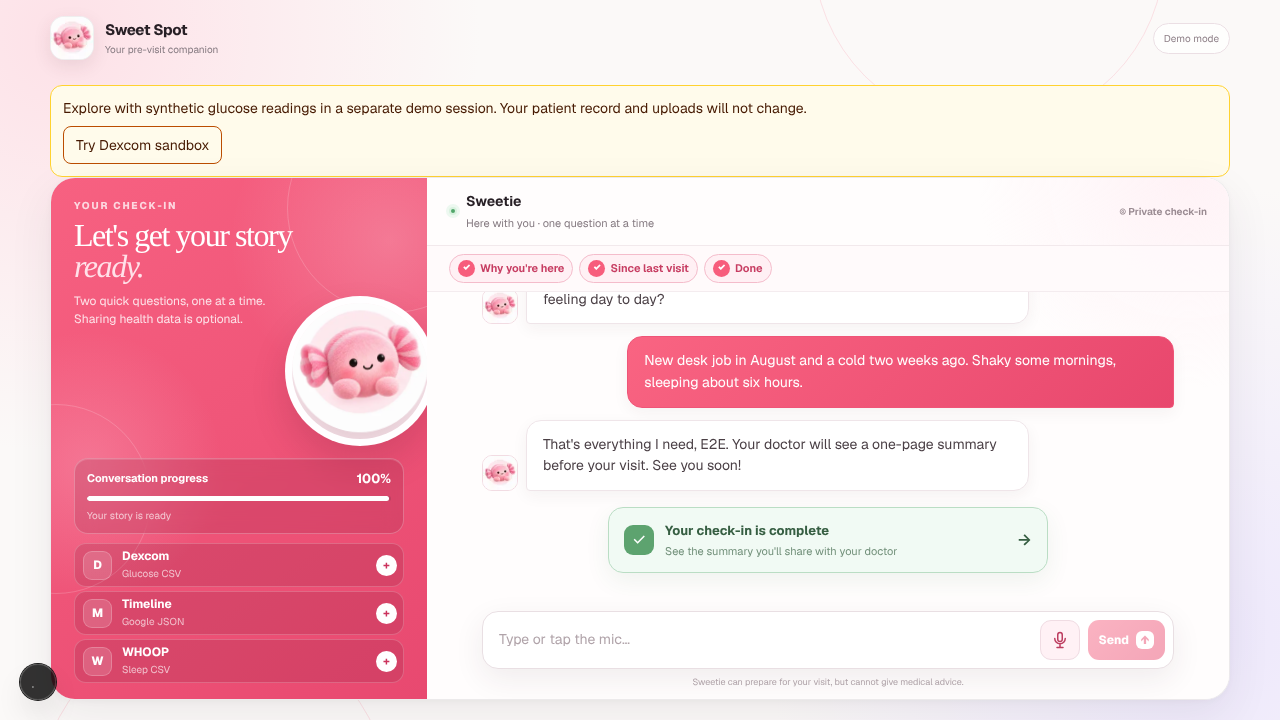 Sweet Spot
Your pre-visit companion
Demo mode
Explore with synthetic glucose readings in a separate demo session. Your patient record and uploads will not change.
Try Dexcom sandbox
YOUR CHECK-IN
Let's get your story
ready.
Two quick questions, one at a time.
Sharing health data is optional.
Conversation progress
100%
Your story is ready
D
Dexcom
Glucose CSV
+
M
Timeline
Google JSON
+
W
WHOOP
Sleep CSV
+
Sweetie
Here with you · one question at a time
Private check-in
Why you're here
Since last visit
Done
feeling day to day?
New desk job in August and a cold two weeks ago. Shaky some mornings,
sleeping about six hours.
That's everything I need, E2E. Your doctor will see a one-page summary
before your visit. See you soon!
Your check-in is complete
See the summary you'll share with your doctor
Type or tap the mic...
Send
Sweetie can prepare for your visit, but cannot give medical advice.